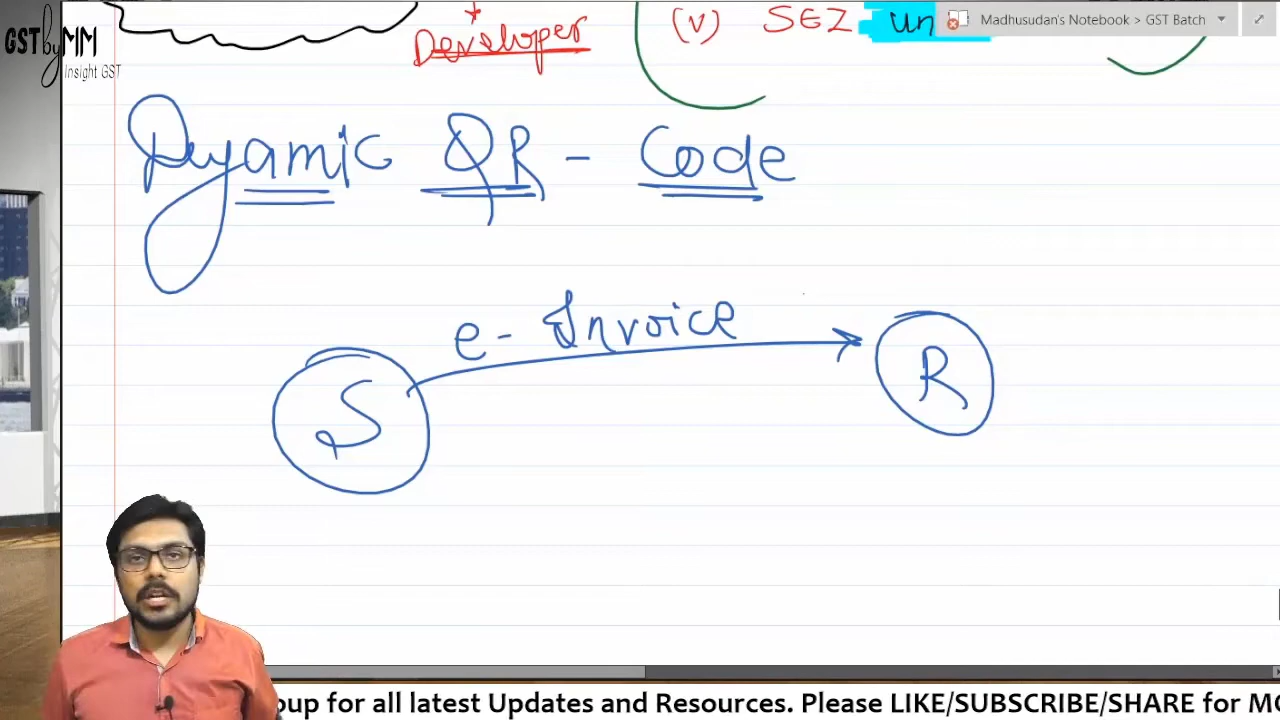 GST by MM
Insight GST
Developer
(v) SEZ un
Madhusudan's Notebook > GST Batch
Dyamic QR - Code
e- Invoice
S
R
oup for all latest Updates and Resources. Please LIKE/SUBSCRIBE/SHARE for MO